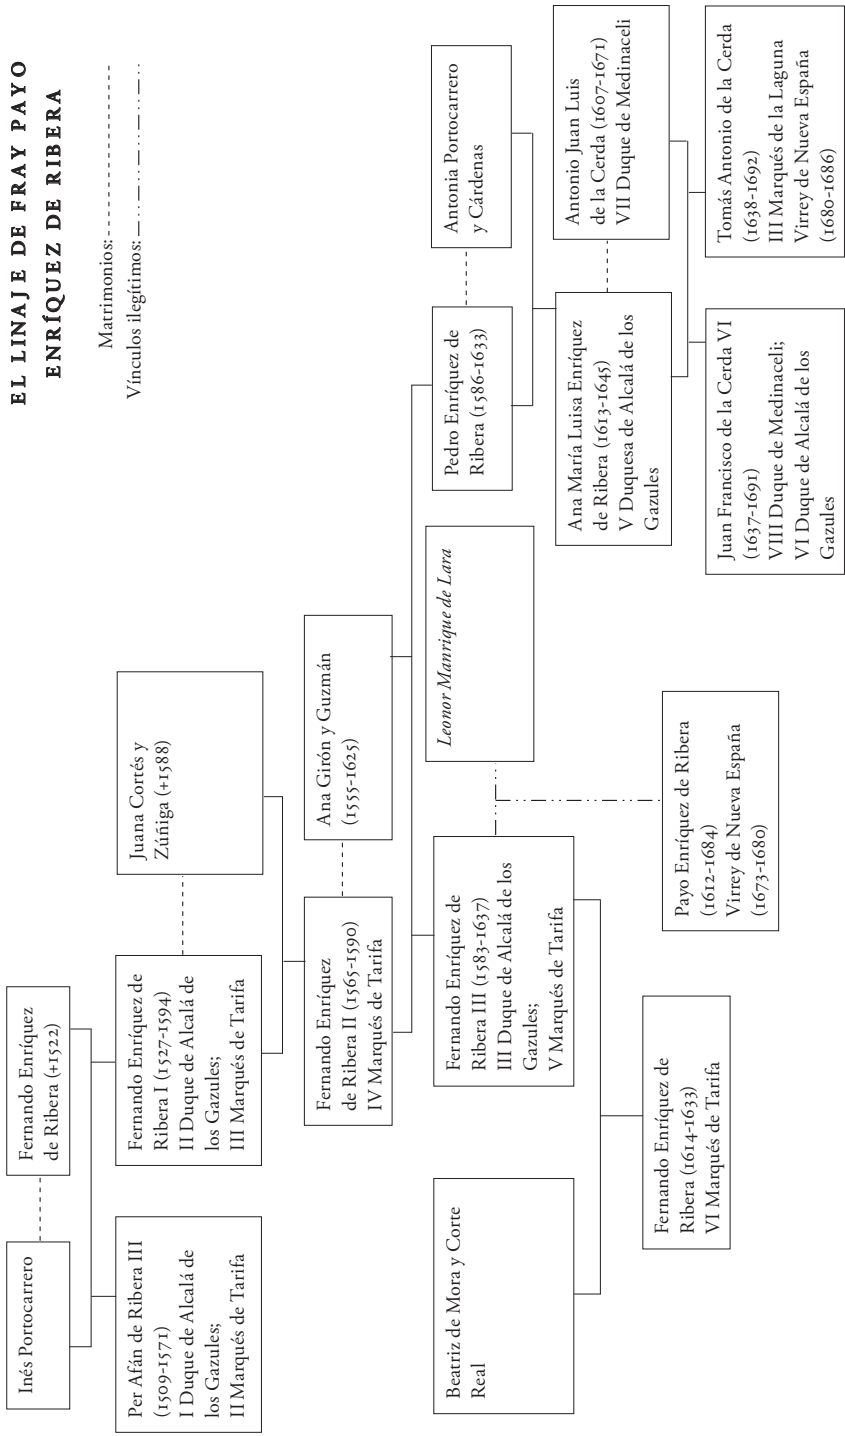 EL LINAJE DE FRAY PAYO
ENRÍQUEZ DE RIBERA
Matrimonios:
Vínculos ilegítimos:
Inés Portocarrero
Fernando Enríquez
de Ribera (+1522)
Per Afán de Ribera III
(1509-1571)
I Duque de Alcalá de
los Gazules;
II Marqués de Tarifa
Fernando Enríquez de
Ribera I (1527-1594)
II Duque de Alcalá de
los Gazules;
III Marqués de Tarifa
Juana Cortés y
Zúñiga (+1588)
Fernando Enríquez
de Ribera II (1565-1590)
IV Marqués de Tarifa
Ana Girón y Guzmán
(1555-1625)
Beatriz de Mora y Corte
Real
Fernando Enríquez de
Ribera III (1583-1637)
III Duque de Alcalá de los
Gazules;
V Marqués de Tarifa
Leonor Manrique de Lara
Pedro Enríquez de
Ribera (1586-1633)
Antonia Portocarrero
y Cárdenas
Ana María Luisa Enríquez
de Ribera (1613-1645)
V Duquesa de Alcalá de los
Gazules
Antonio Juan Luis
de la Cerda (1607-1671)
VII Duque de Medinaceli
Fernando Enríquez de
Ribera (1614-1633)
VI Marqués de Tarifa
Payo Enríquez de Ribera
(1612-1684)
Virrey de Nueva España
(1673-1680)
Juan Francisco de la Cerda VI
(1637-1691)
VIII Duque de Medinaceli;
VI Duque de Alcalá de los
Gazules
Tomás Antonio de la Cerda
(1638-1692)
III Marqués de la Laguna
Virrey de Nueva España
(1680-1686)